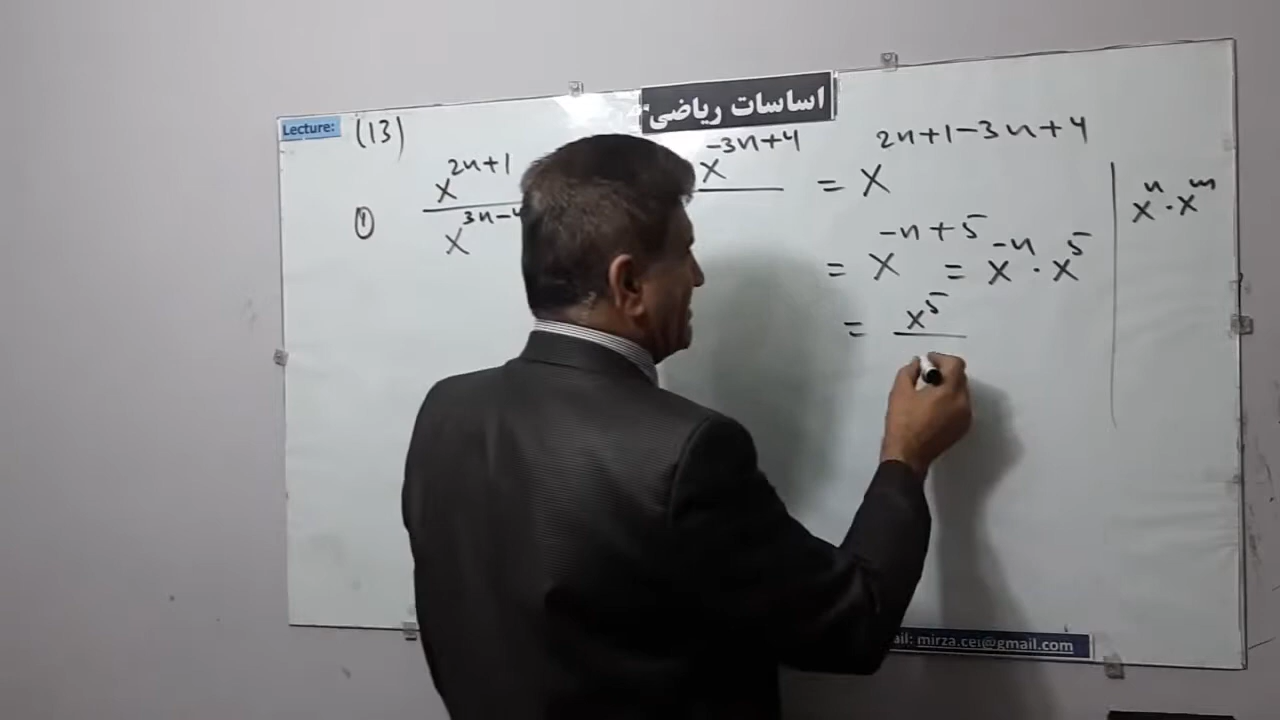 اساسات ریاضی
Lecture: (13)
① x^{2n+1} / x^{3n-4} x^{-3n+4} = x^{2n+1-3n+4}
= x^{-n+5} = x^{-n} · x^5
= x^5 /
x^n · x^m
ail: mirza.cei@gmail.com